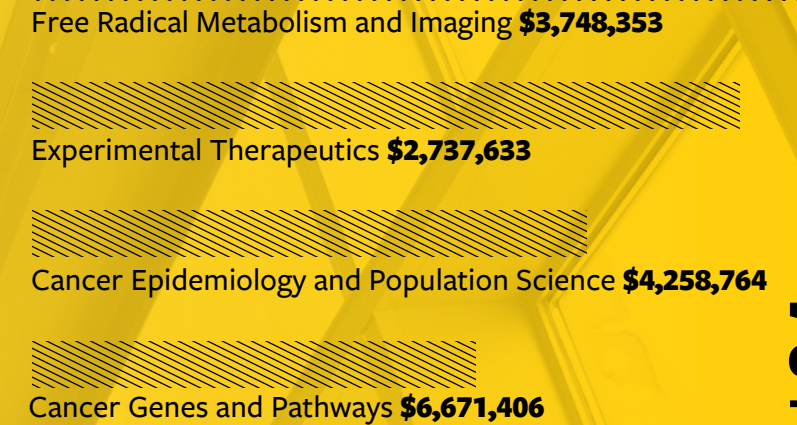 Free Radical Metabolism and Imaging $3,748,353
Experimental Therapeutics $2,737,633
Cancer Epidemiology and Population Science $4,258,764
Cancer Genes and Pathways $6,671,406